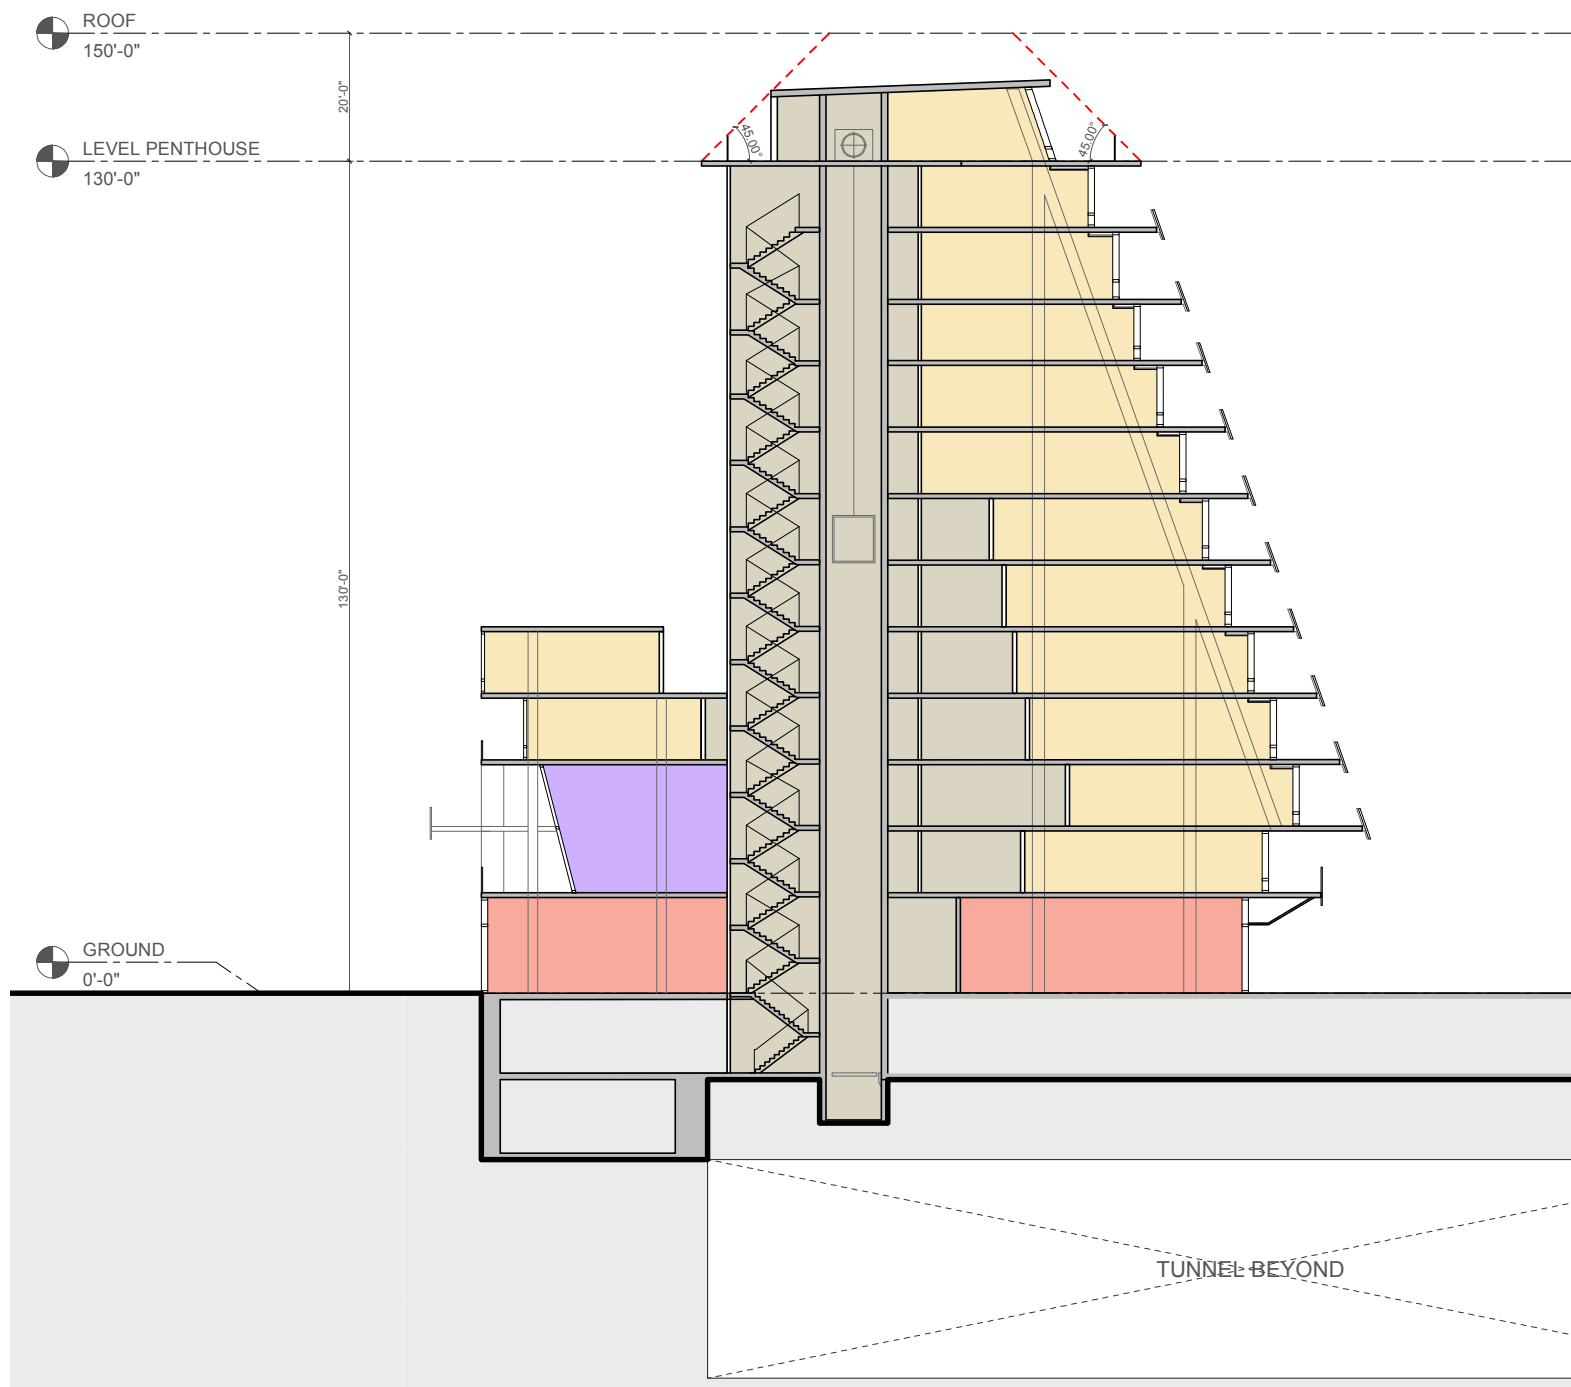 ROOF
150'-0"
20'-0"
LEVEL PENTHOUSE
130'-0"
45.00°
45.00°
130'-0"
GROUND
0'-0"
TUNNEL BEYOND